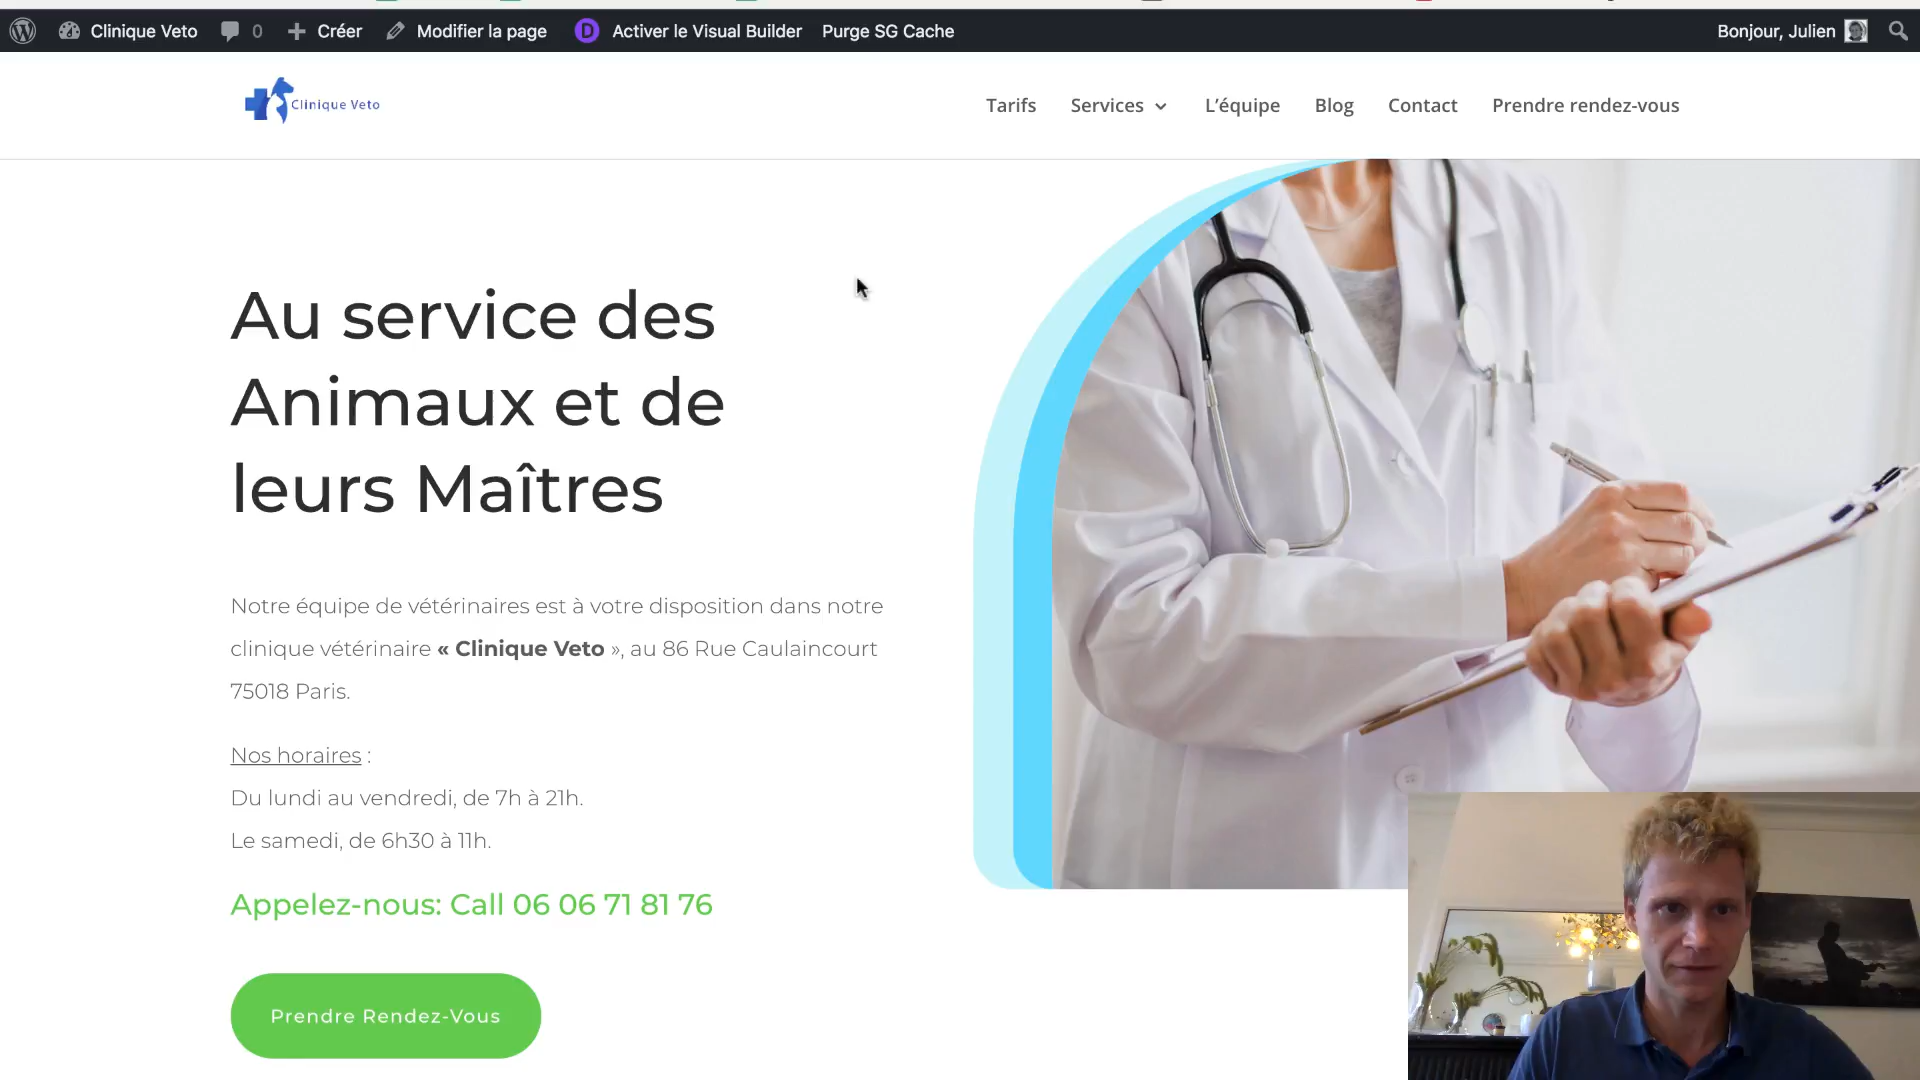 Clinique Veto
0
Créer
Modifier la page
D
Activer le Visual Builder
Purge SG Cache
Bonjour, Julien
Clinique Veto
Tarifs
Services
L'équipe
Blog
Contact
Prendre rendez-vous
Au service des
Animaux et de
leurs Maîtres
Notre équipe de vétérinaires est à votre disposition dans notre
clinique vétérinaire « Clinique Veto », au 86 Rue Caulaincourt
75018 Paris.
Nos horaires :
Du lundi au vendredi, de 7h à 21h.
Le samedi, de 6h30 à 11h.
Appelez-nous: Call 06 06 71 81 76
Prendre Rendez-Vous